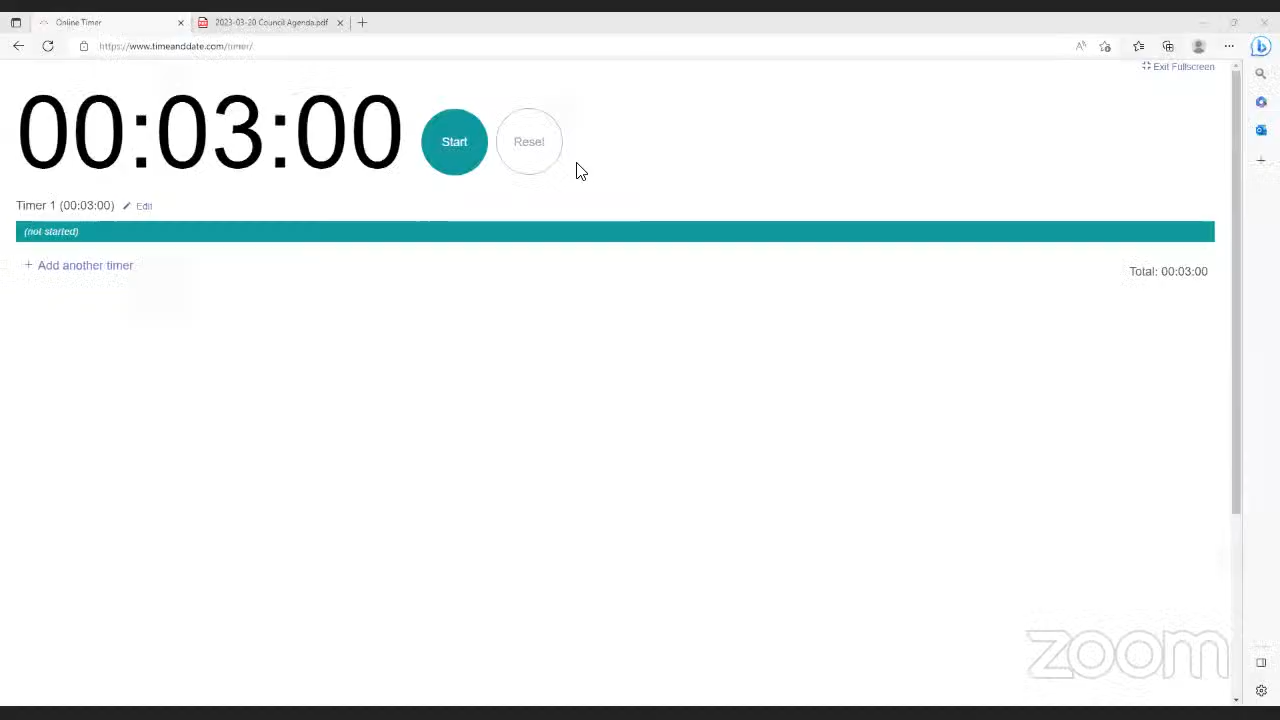 Online Timer
2023-03-20 Council Agenda.pdf
https://www.timeanddate.com/timer/
Exit Fullscreen
00:03:00
Start
Reset
Timer 1 (00:03:00)
Edit
(not started)
+ Add another timer
Total: 00:03:00
zoom